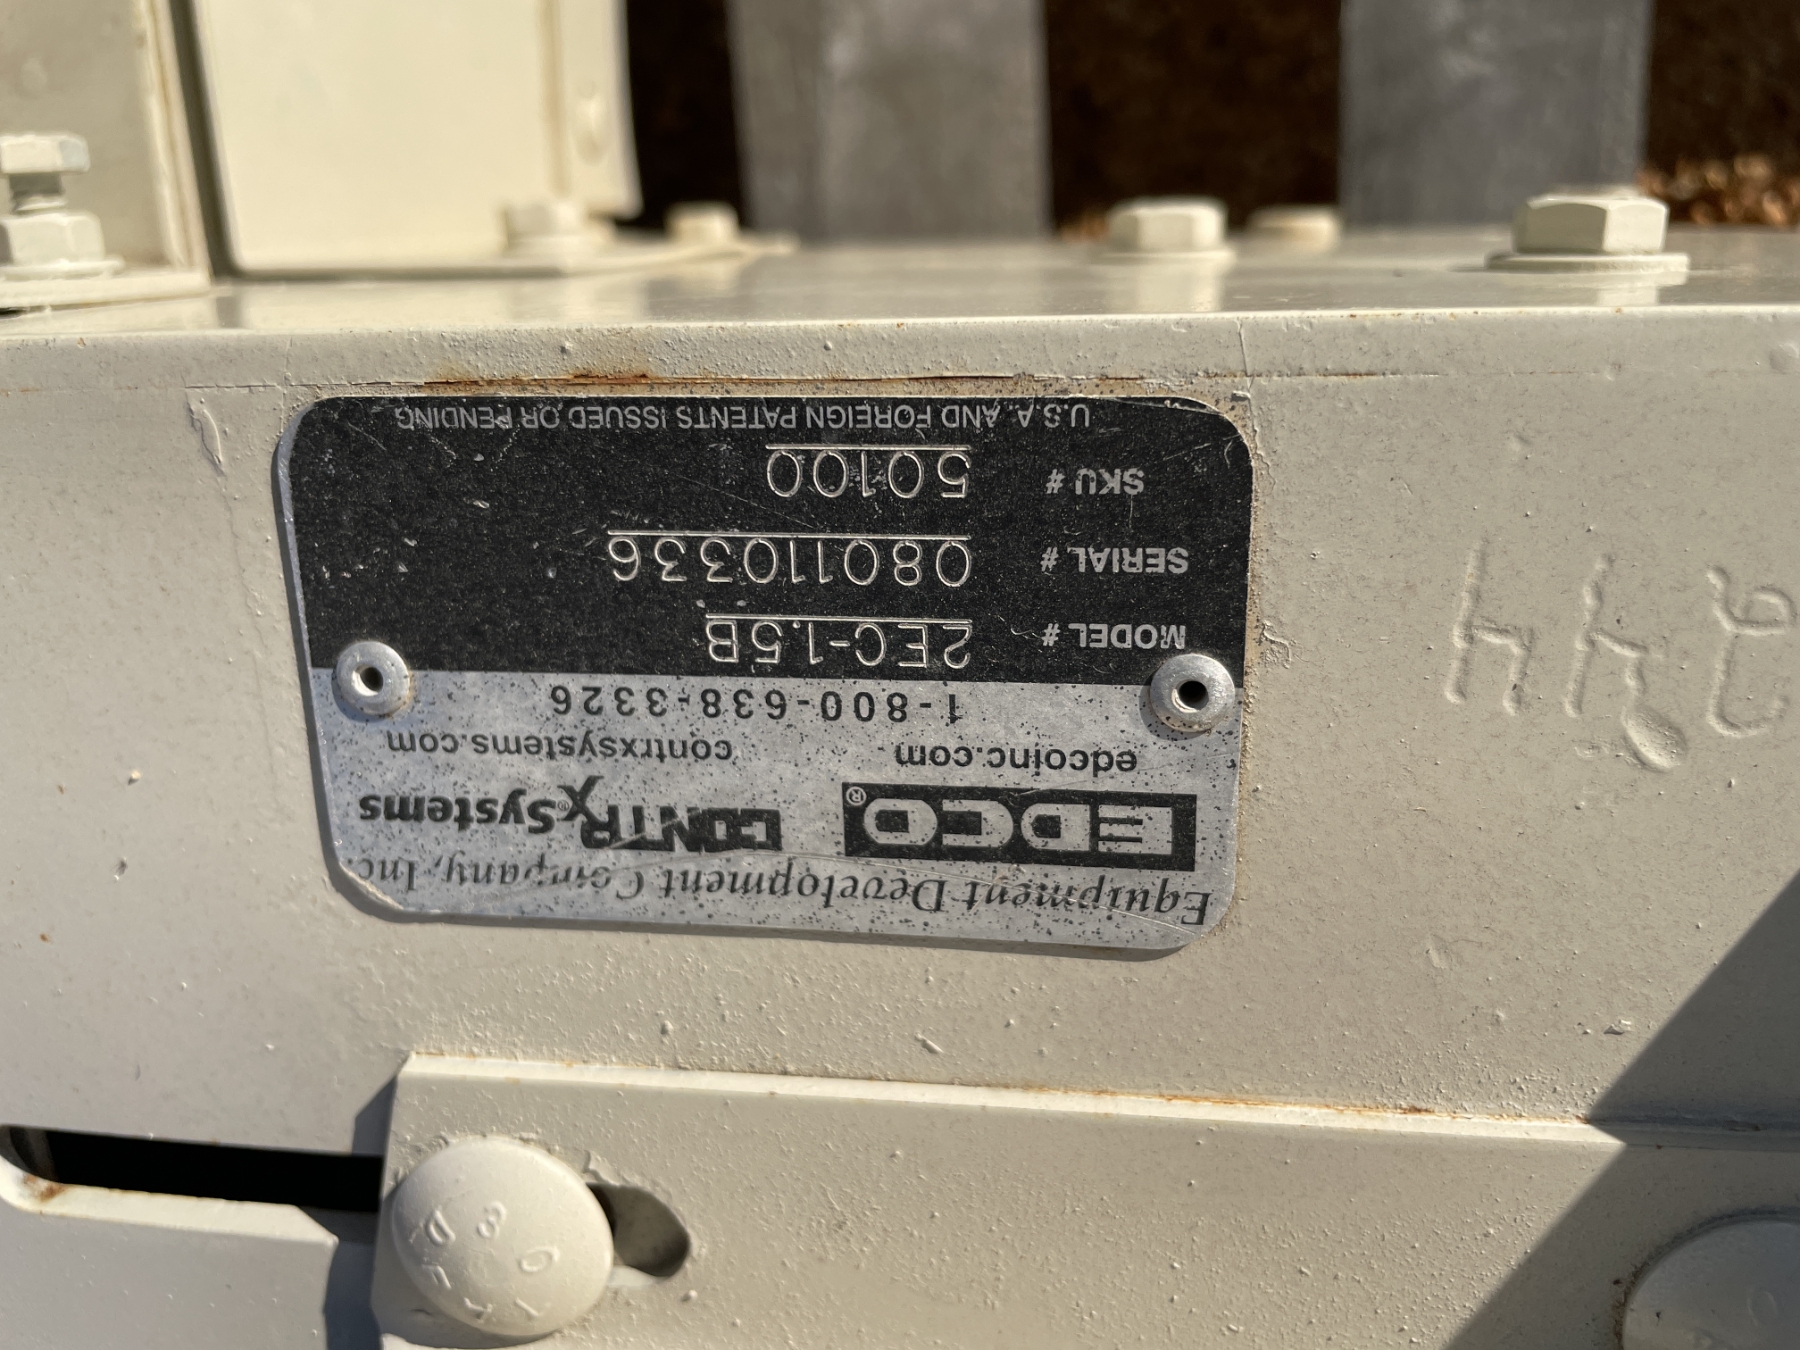 Equipment Development Company, Inc.
EDCO® CONTRx® Systems
edcoinc.com contrxsystems.com
1-800-638-3326
MODEL # 2EC-1.5B
SERIAL # 080110336
SKU # 50100
U.S.A. AND FOREIGN PATENTS ISSUED OR PENDING
244